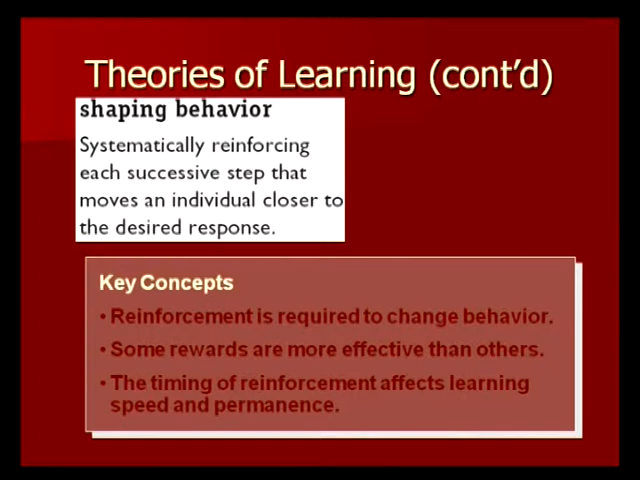 Theories of Learning (cont'd)
shaping behavior
Systematically reinforcing
each successive step that
moves an individual closer to
the desired response.
Key Concepts
• Reinforcement is required to change behavior.
• Some rewards are more effective than others.
• The timing of reinforcement affects learning
speed and permanence.